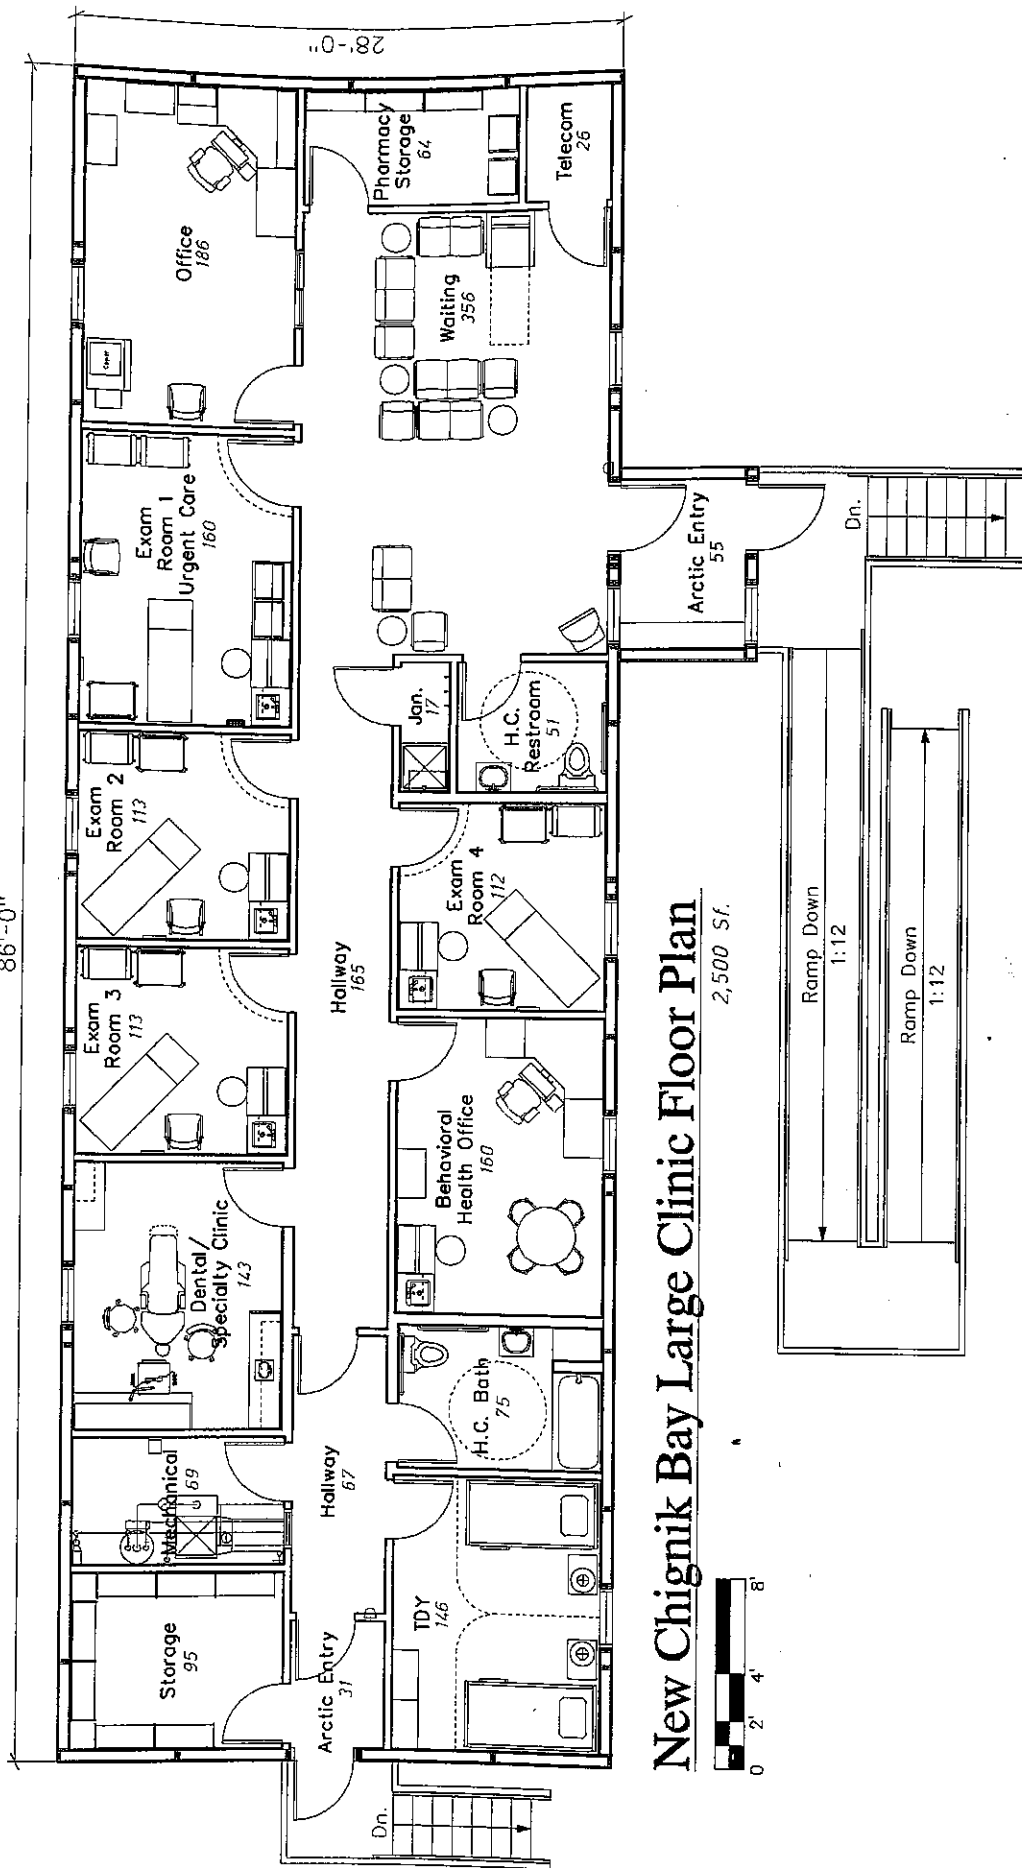 86'-0"
28'-0"
Storage
95
Mechanical
69
Dental/
Specialty Clinic
143
Exam
Room 3
113
Exam
Room 2
113
Exam
Room 1
Urgent Care
160
Copier
Office
186
Arctic Entry
31
Hallway
67
Hallway
165
Waiting
356
Pharmacy
Storage
64
Telecom
26
TDY
146
H.C. Bath
75
Behavioral
Health Office
160
Exam
Room 4
112
Jan.
17
H.C.
Restroom
51
Arctic Entry
55
Dn.
Dn.
New Chignik Bay Large Clinic Floor Plan
2,500 Sf.
0 2' 4' 8'
Ramp Down
1:12
Ramp Down
1:12